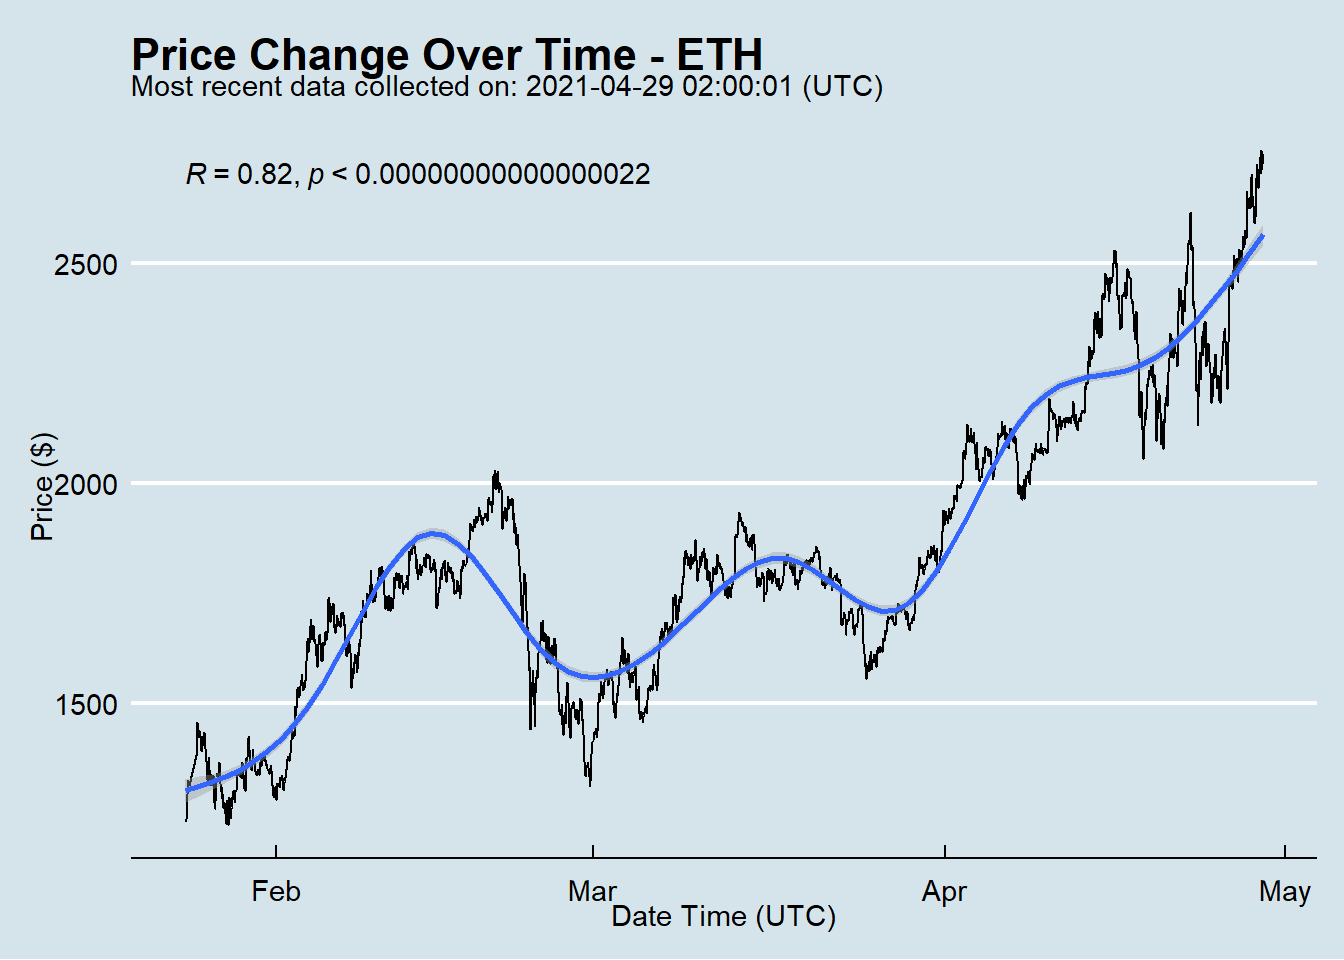 Price Change Over Time - ETH
Most recent data collected on: 2021-04-29 02:00:01 (UTC)
R = 0.82, p < 0.00000000000000022
2500
2000
1500
Price ($)
Feb
Mar
Apr
May
Date Time (UTC)